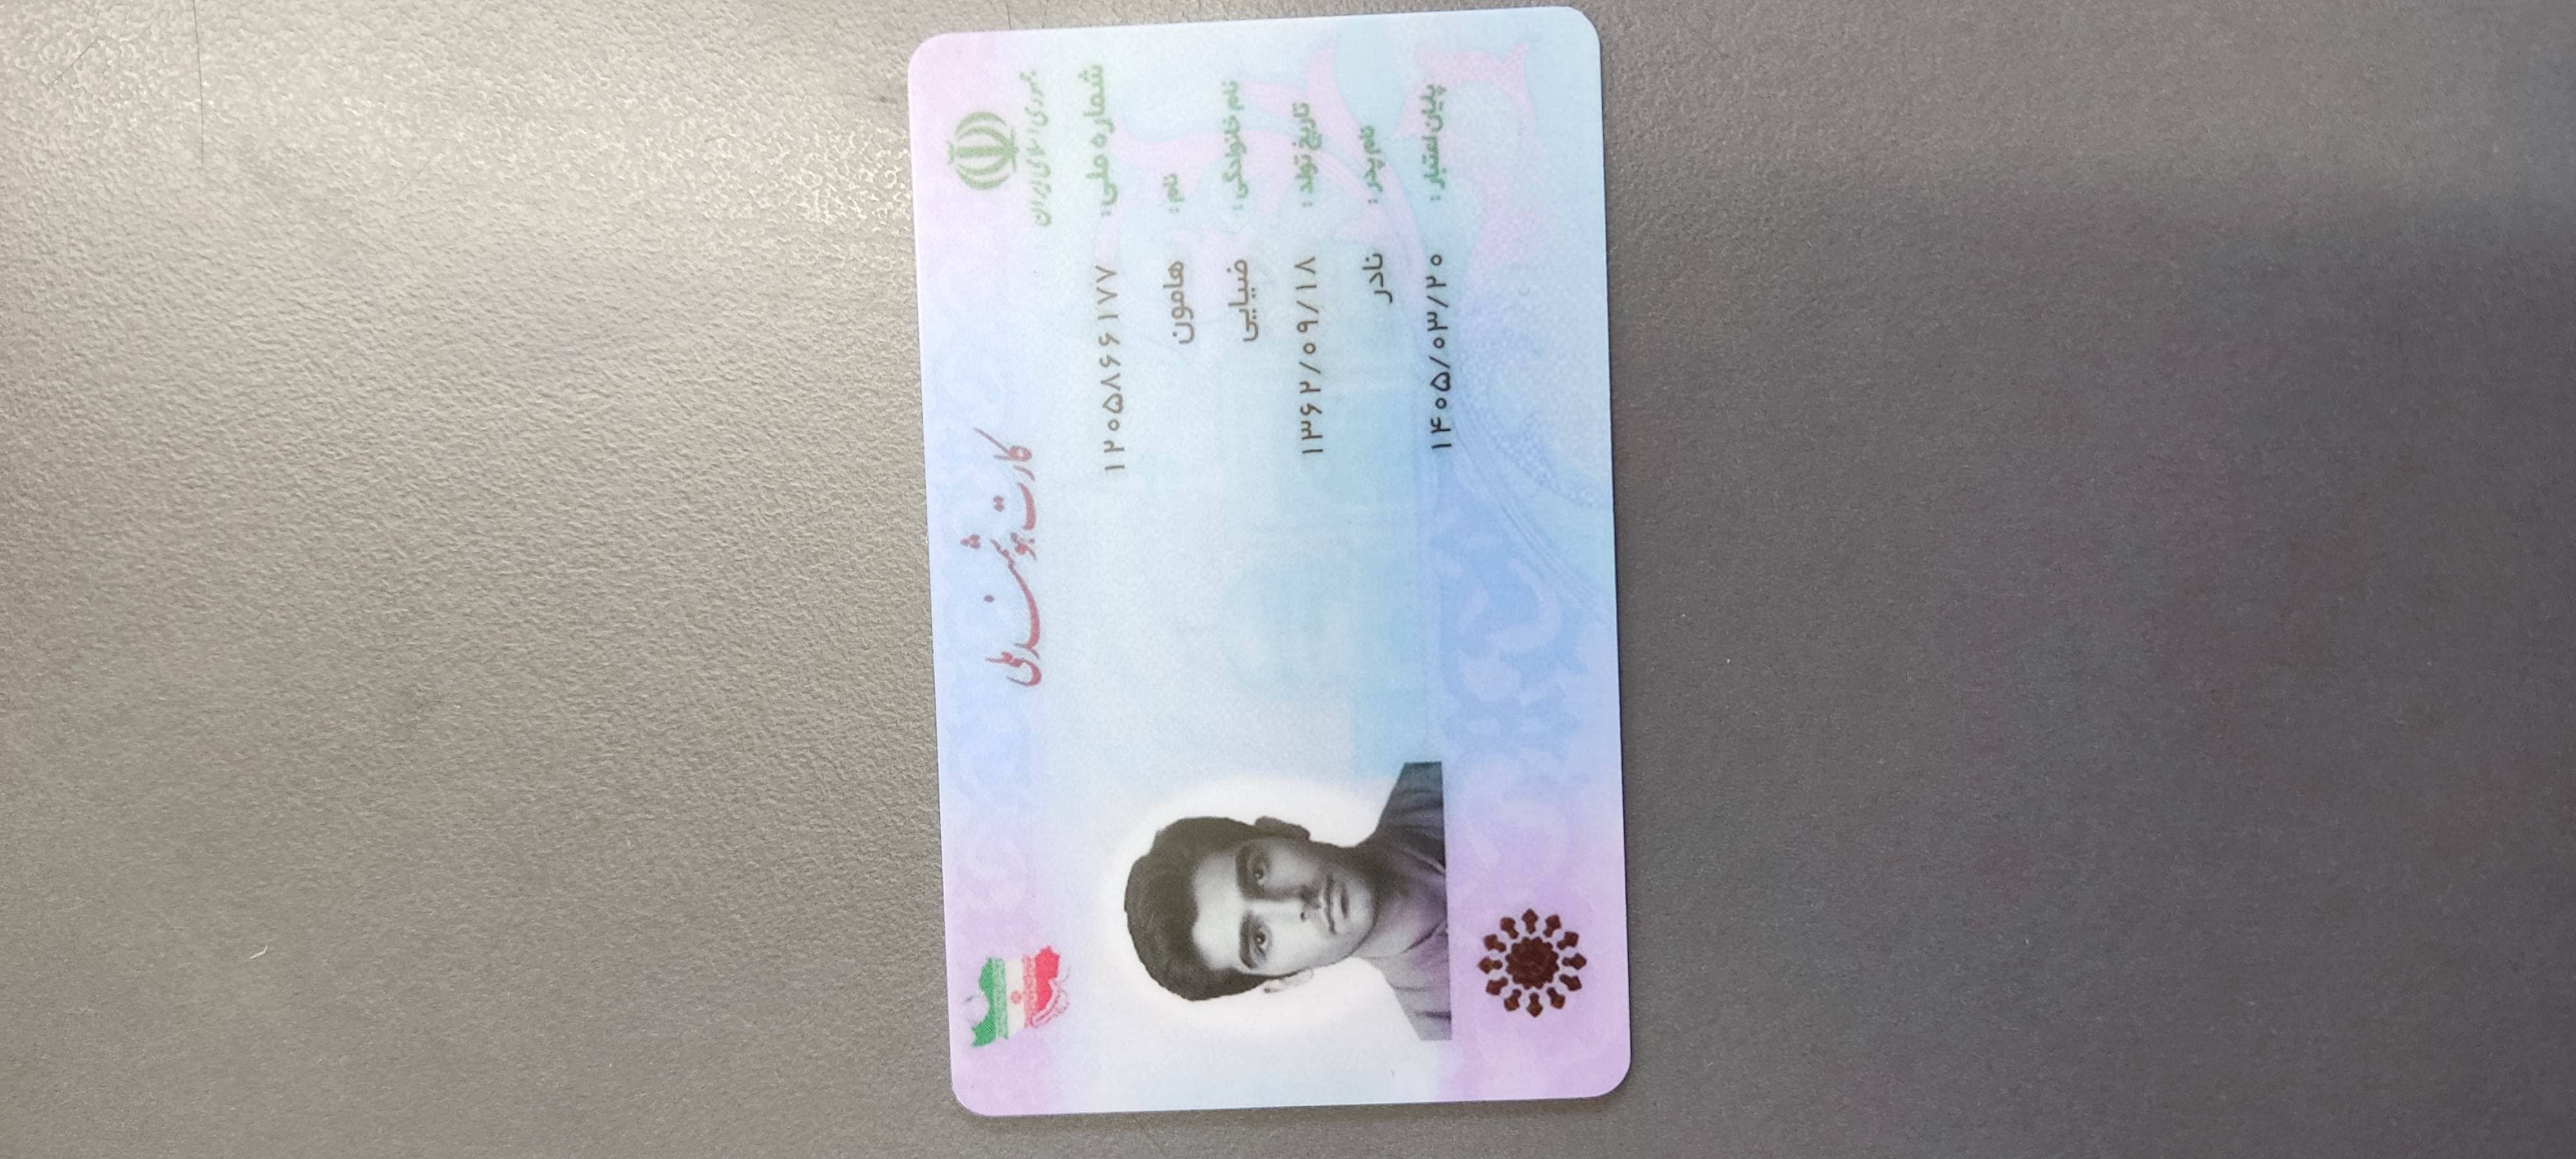 جمهوری اسلامی ایران
کارت هوشمند ملی
شماره ملی: ۱۲۰۵۸۶۶۱۷۷
نام: هامون
نام خانوادگی: ضیایی
تاریخ تولد: ۱۳۶۲/۰۹/۱۸
نام پدر: نادر
پایان اعتبار: ۱۴۰۵/۰۳/۲۰